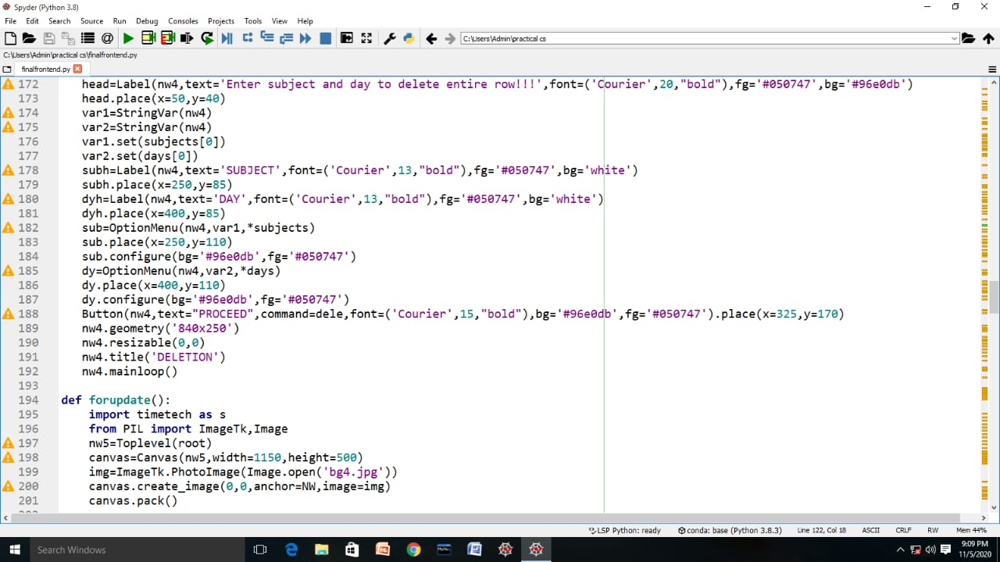 Spyder (Python 3.8)
File Edit Search Source Run Debug Consoles Projects Tools View Help
C:\Users\Admin\practical cs
C:\Users\Admin\practical cs\finalfrontend.py
finalfrontend.py
172 head=Label(nw4,text='Enter subject and day to delete entire row!!!',font=('Courier',20,"bold"),fg='#050747',bg='#96e0db')
173 head.place(x=50,y=40)
174 var1=StringVar(nw4)
175 var2=StringVar(nw4)
176 var1.set(subjects[0])
177 var2.set(days[0])
178 subh=Label(nw4,text='SUBJECT',font=('Courier',13,"bold"),fg='#050747',bg='white')
179 subh.place(x=250,y=85)
180 dyh=Label(nw4,text='DAY',font=('Courier',13,"bold"),fg='#050747',bg='white')
181 dyh.place(x=400,y=85)
182 sub=OptionMenu(nw4,var1,*subjects)
183 sub.place(x=250,y=110)
184 sub.configure(bg='#96e0db',fg='#050747')
185 dy=OptionMenu(nw4,var2,*days)
186 dy.place(x=400,y=110)
187 dy.configure(bg='#96e0db',fg='#050747')
188 Button(nw4,text="PROCEED",command=dele,font=('Courier',15,"bold"),bg='#96e0db',fg='#050747').place(x=325,y=170)
189 nw4.geometry('840x250')
190 nw4.resizable(0,0)
191 nw4.title('DELETION')
192 nw4.mainloop()
193
194 def forupdate():
195 import timetech as s
196 from PIL import ImageTk,Image
197 nw5=Toplevel(root)
198 canvas=Canvas(nw5,width=1150,height=500)
199 img=ImageTk.PhotoImage(Image.open('bg4.jpg'))
200 canvas.create_image(0,0,anchor=NW,image=img)
201 canvas.pack()
LSP Python: ready conda: base (Python 3.8.3) Line 122, Col 18 ASCII CRLF RW Mem 44%
Search Windows
9:09 PM
11/5/2020